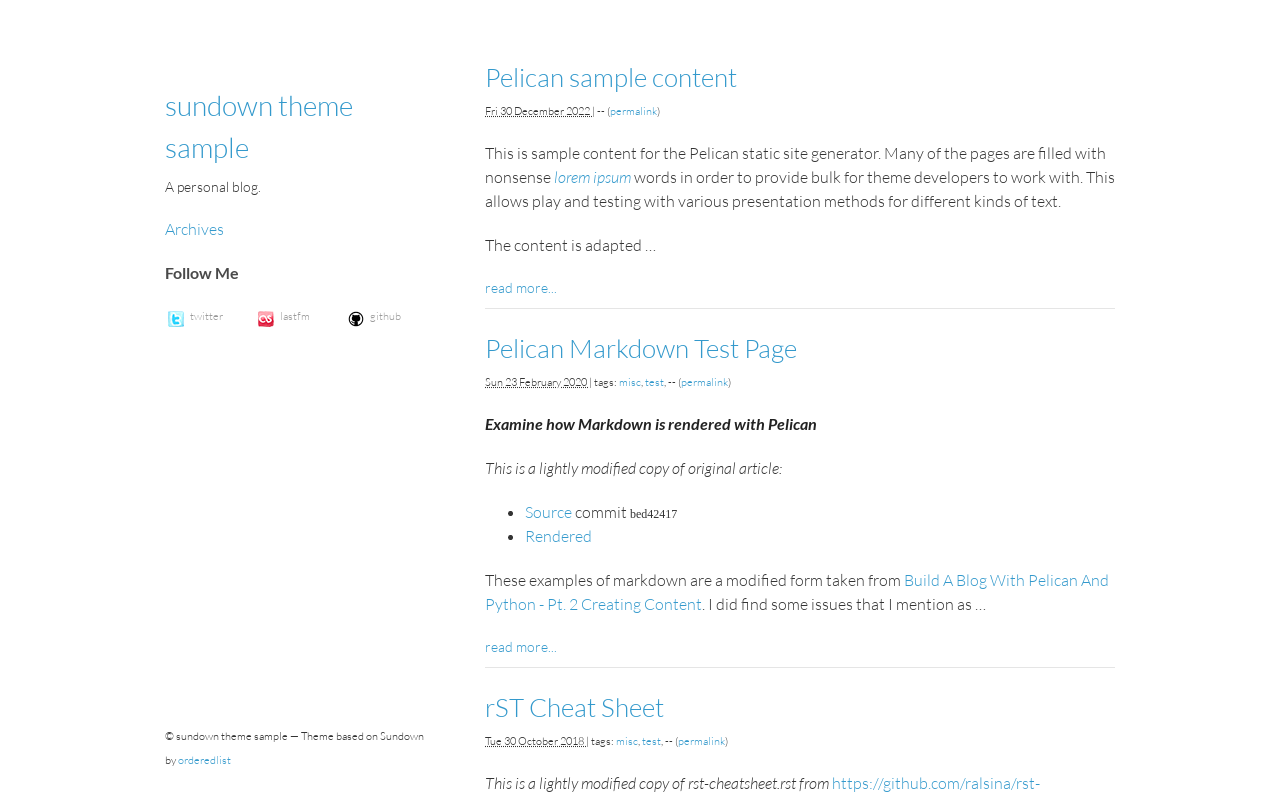 sundown theme
sample
A personal blog.
Archives
Follow Me
twitter
lastfm
github
© sundown theme sample — Theme based on Sundown
by orderedlist
Pelican sample content
Fri 30 December 2022 | -- (permalink)
This is sample content for the Pelican static site generator. Many of the pages are filled with
nonsense lorem ipsum words in order to provide bulk for theme developers to work with. This
allows play and testing with various presentation methods for different kinds of text.
The content is adapted …
read more...
Pelican Markdown Test Page
Sun 23 February 2020 | tags: misc, test, -- (permalink)
Examine how Markdown is rendered with Pelican
This is a lightly modified copy of original article:
• Source commit bed42417
• Rendered
These examples of markdown are a modified form taken from Build A Blog With Pelican And
Python - Pt. 2 Creating Content. I did find some issues that I mention as …
read more...
rST Cheat Sheet
Tue 30 October 2018 | tags: misc, test, -- (permalink)
This is a lightly modified copy of rst-cheatsheet.rst from https://github.com/ralsina/rst-